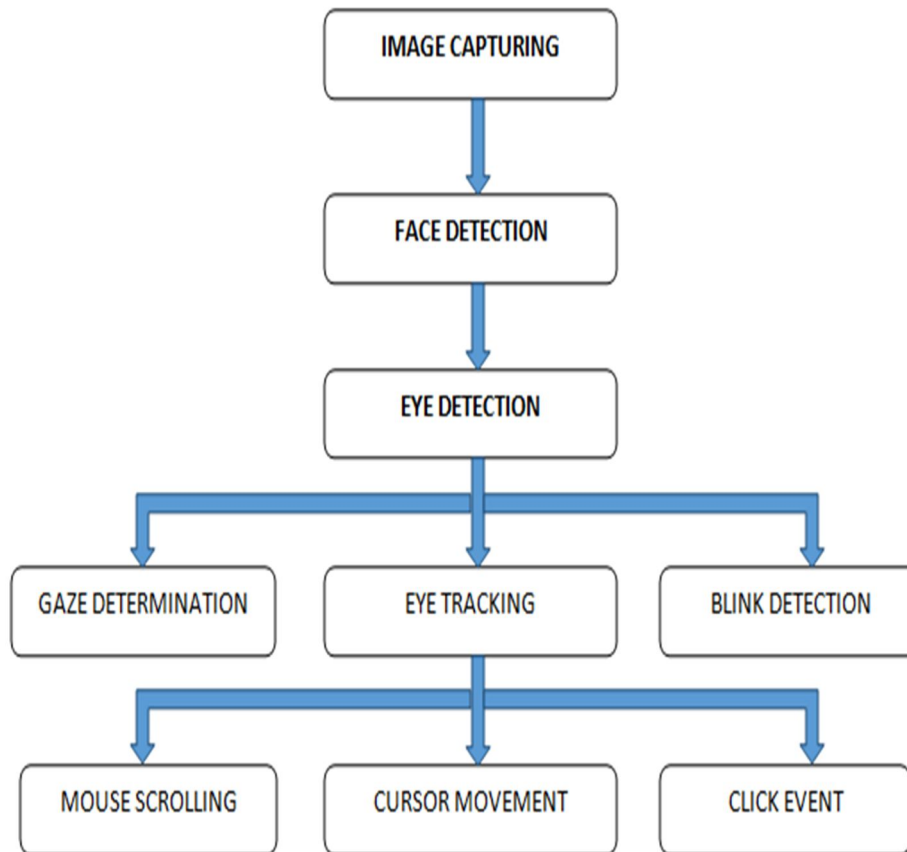 IMAGE CAPTURING
FACE DETECTION
EYE DETECTION
GAZE DETERMINATION
EYE TRACKING
BLINK DETECTION
MOUSE SCROLLING
CURSOR MOVEMENT
CLICK EVENT